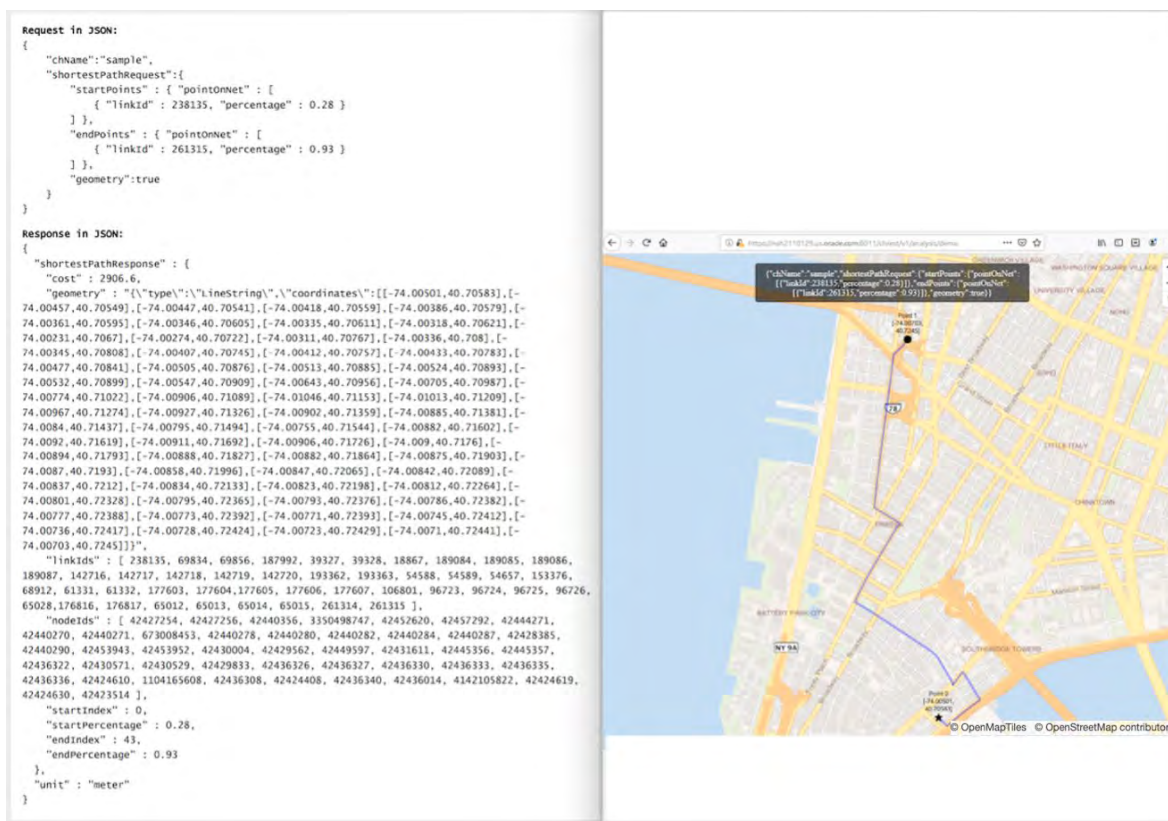 Request in JSON:
{
"chName":"sample",
"shortestPathRequest":{
"startPoints" : { "pointOnNet" : [
{ "linkId" : 238135, "percentage" : 0.28 }
] },
"endPoints" : { "pointOnNet" : [
{ "linkId" : 261315, "percentage" : 0.93 }
] },
"geometry":true
}
}
Response in JSON:
{
"shortestPathResponse" : {
"cost" : 2906.6,
"geometry" : "{\"type\":\"LineString\",\"coordinates\":[[-74.00501,40.70583],[-
74.00457,40.70549],[-74.00447,40.70541],[-74.00418,40.70559],[-74.00386,40.70579],[-
74.00361,40.70595],[-74.00346,40.70605],[-74.00335,40.70611],[-74.00318,40.70621],[-
74.00231,40.7067],[-74.00274,40.70722],[-74.00311,40.70767],[-74.00336,40.708],[-
74.00345,40.70808],[-74.00407,40.70745],[-74.00412,40.70757],[-74.00433,40.70783],[-
74.00477,40.70841],[-74.00505,40.70876],[-74.00513,40.70885],[-74.00524,40.70893],[-
74.00532,40.70899],[-74.00547,40.70909],[-74.00643,40.70956],[-74.00705,40.70987],[-
74.00774,40.71022],[-74.00906,40.71089],[-74.01046,40.71153],[-74.01013,40.71209],[-
74.00967,40.71274],[-74.00927,40.71326],[-74.00902,40.71359],[-74.00885,40.71381],[-
74.0084,40.71437],[-74.00795,40.71494],[-74.00755,40.71544],[-74.00882,40.71602],[-
74.0092,40.71619],[-74.00911,40.71692],[-74.00906,40.71726],[-74.009,40.7176],[-
74.00894,40.71793],[-74.00888,40.71827],[-74.00882,40.71864],[-74.00875,40.71903],[-
74.0087,40.7193],[-74.00858,40.71996],[-74.00847,40.72065],[-74.00842,40.72089],[-
74.00837,40.7212],[-74.00834,40.72133],[-74.00823,40.72198],[-74.00812,40.72264],[-
74.00801,40.72328],[-74.00795,40.72365],[-74.00793,40.72376],[-74.00786,40.72382],[-
74.00777,40.72388],[-74.00773,40.72392],[-74.00771,40.72393],[-74.00745,40.72412],[-
74.00736,40.72417],[-74.00728,40.72424],[-74.00723,40.72429],[-74.0071,40.72441],[-
74.00703,40.7245]]}",
"linkIds" : [ 238135, 69834, 69856, 187992, 39327, 39328, 18867, 189084, 189085, 189086,
189087, 142716, 142717, 142718, 142719, 142720, 193362, 193363, 54588, 54589, 54657, 153376,
68912, 61331, 61332, 177603, 177604,177605, 177606, 177607, 106801, 96723, 96724, 96725, 96726,
65028,176816, 176817, 65012, 65013, 65014, 65015, 261314, 261315 ],
"nodeIds" : [ 42427254, 42427256, 42440356, 3350498747, 42452620, 42457292, 42444271,
42440270, 42440271, 673008453, 42440278, 42440280, 42440282, 42440284, 42440287, 42428385,
42440290, 42453943, 42453952, 42430004, 42429562, 42449597, 42431611, 42445356, 42445357,
42436322, 42430571, 42430529, 42429833, 42436326, 42436327, 42436330, 42436333, 42436335,
42436336, 42424610, 1104165608, 42436308, 42424408, 42436340, 42436014, 4142105822, 42424619,
42424630, 42423514 ],
"startIndex" : 0,
"startPercentage" : 0.28,
"endIndex" : 43,
"endPercentage" : 0.93
},
"unit" : "meter"
}
{"chName":"sample","shortestPathRequest":{"startPoints":{"pointOnNet":
[{"linkId":238135,"percentage":0.28}]},"endPoints":{"pointOnNet":
[{"linkId":261315,"percentage":0.93}]},"geometry":true}}
WASHINGTON SQUARE VILLAGE
UNIVERSITY VILLAGE
NOHO
Point 1
40.7245]
SOHO
28
LITTLE ITALY
CHINATOWN
BATTERY PARK CITY
NY 9A
SOUTHBRIDGE TOWERS
Broadway
© OpenMapTiles © OpenStreetMap contributor